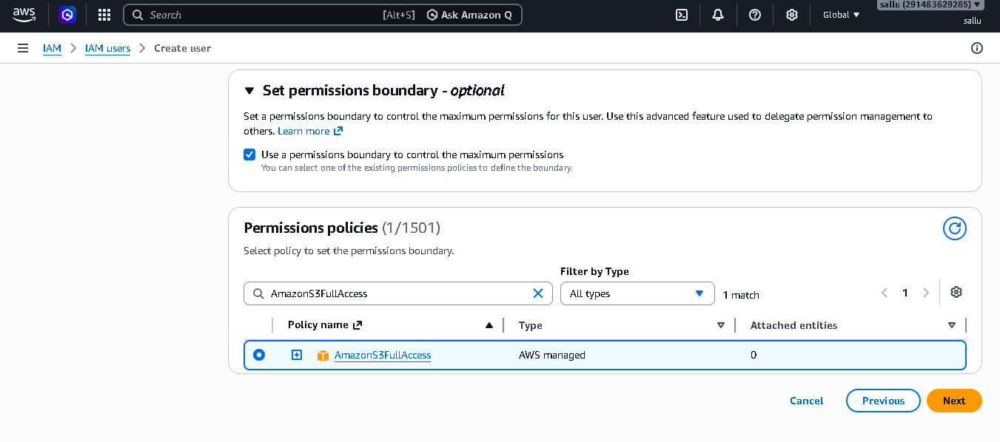 aws
Search [Alt+S] Ask Amazon Q Global sallu (291483629285)
sallu
IAM IAM users Create user
Set permissions boundary - optional
Set a permissions boundary to control the maximum permissions for this user. Use this advanced feature used to delegate permission management to
others. Learn more
Use a permissions boundary to control the maximum permissions
You can select one of the existing permissions policies to define the boundary.
Permissions policies (1/1501)
Select policy to set the permissions boundary.
Filter by Type
AmazonS3FullAccess All types 1 match 1
Policy name Type Attached entities
AmazonS3FullAccess AWS managed 0
Cancel Previous Next